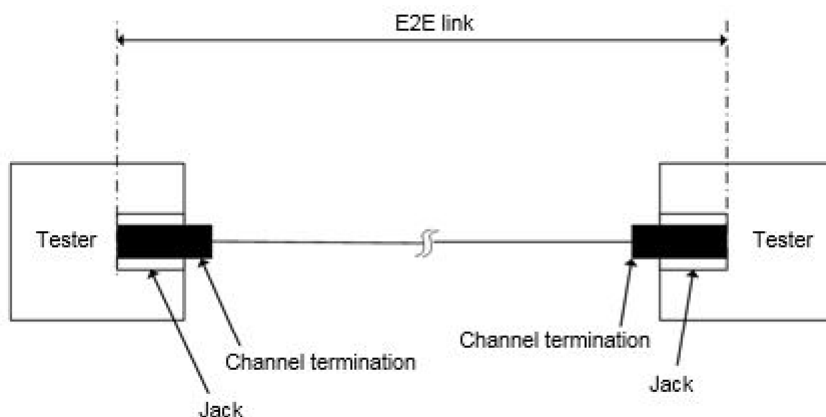 E2E link
Tester
Tester
Channel termination
Channel termination
Jack
Jack